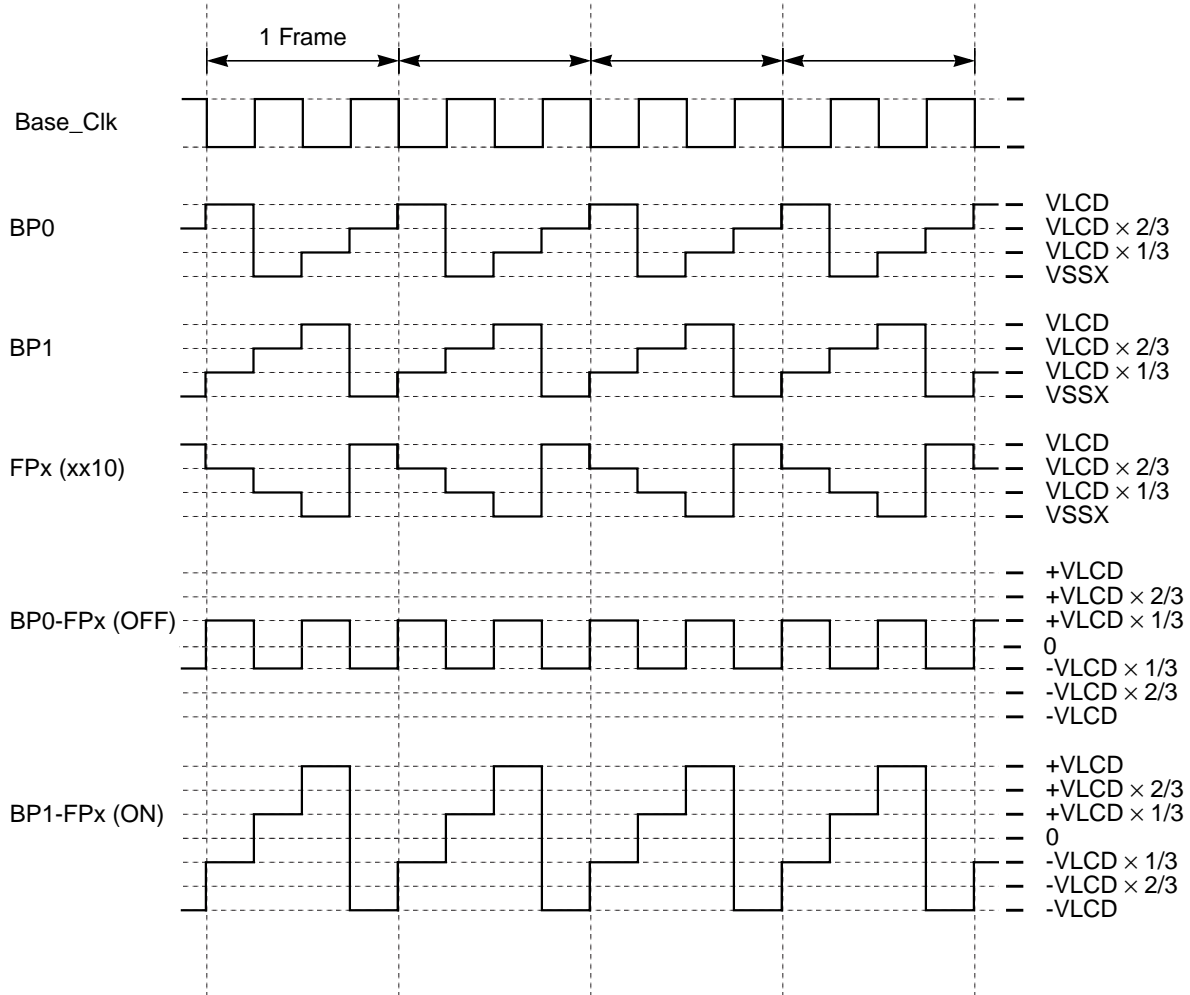 1 Frame
Base_Clk
BP0
VLCD
VLCD × 2/3
VLCD × 1/3
VSSX
BP1
VLCD
VLCD × 2/3
VLCD × 1/3
VSSX
FPx (xx10)
VLCD
VLCD × 2/3
VLCD × 1/3
VSSX
BP0-FPx (OFF)
+VLCD
+VLCD × 2/3
+VLCD × 1/3
0
-VLCD × 1/3
-VLCD × 2/3
-VLCD
BP1-FPx (ON)
+VLCD
+VLCD × 2/3
+VLCD × 1/3
0
-VLCD × 1/3
-VLCD × 2/3
-VLCD